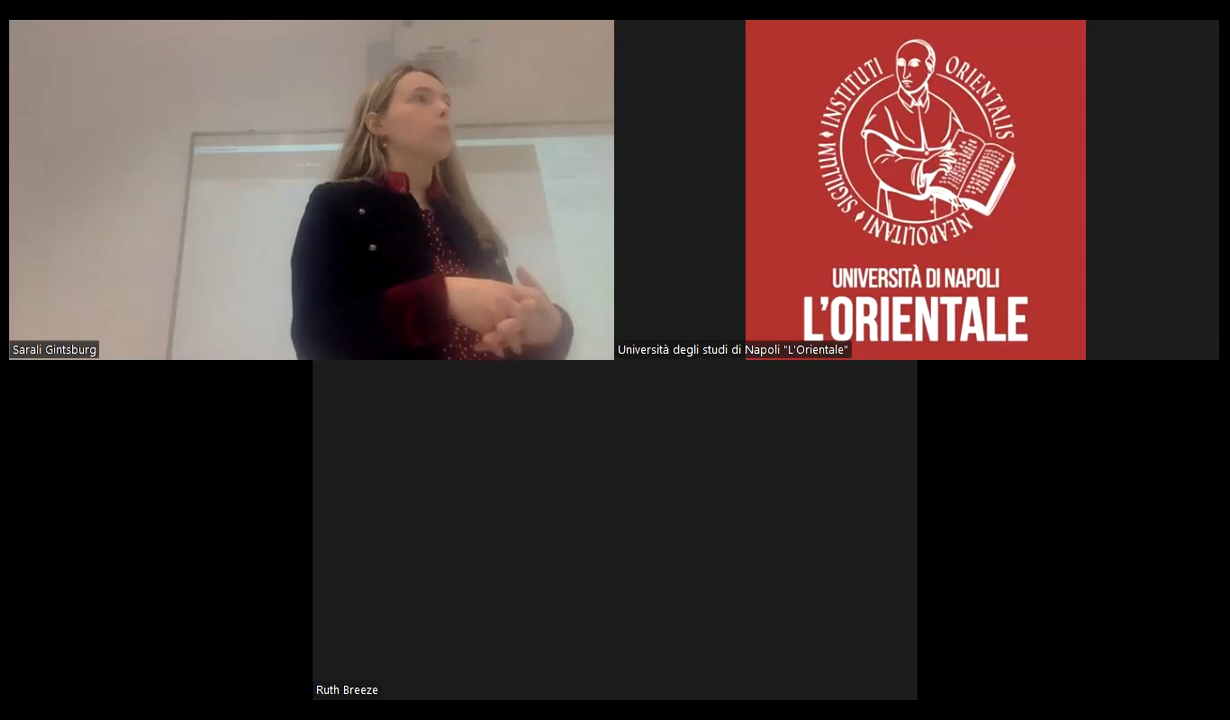 SIGILLUM INSTITUTI ORIENTALIS NEAPOLITANI
UNIVERSITÀ DI NAPOLI
L'ORIENTALE
Sarali Gintsburg
Università degli studi di Napoli "L'Orientale"
Ruth Breeze